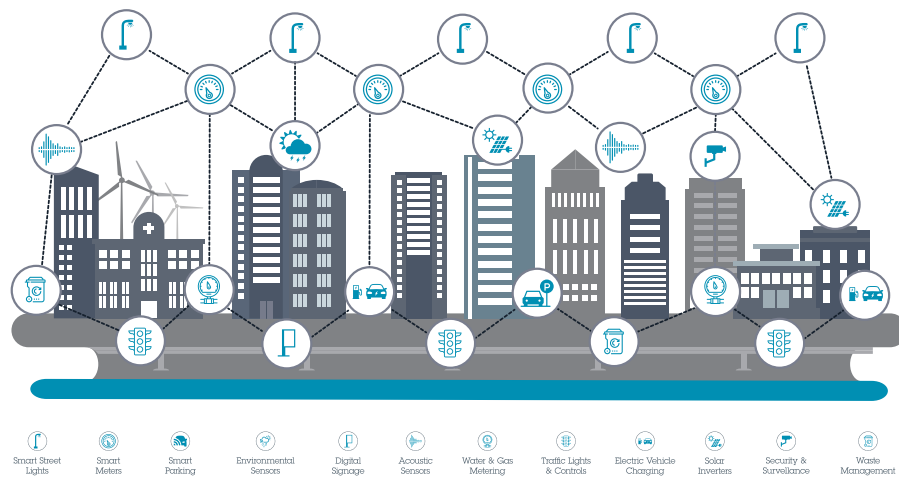 P
Smart Street
Lights
Smart
Meters
Smart
Parking
Environmental
Sensors
Digital
Signage
Acoustic
Sensors
Water & Gas
Metering
Traffic Lights
& Controls
Electric Vehicle
Charging
Solar
Inverters
Security &
Survellance
Waste
Management